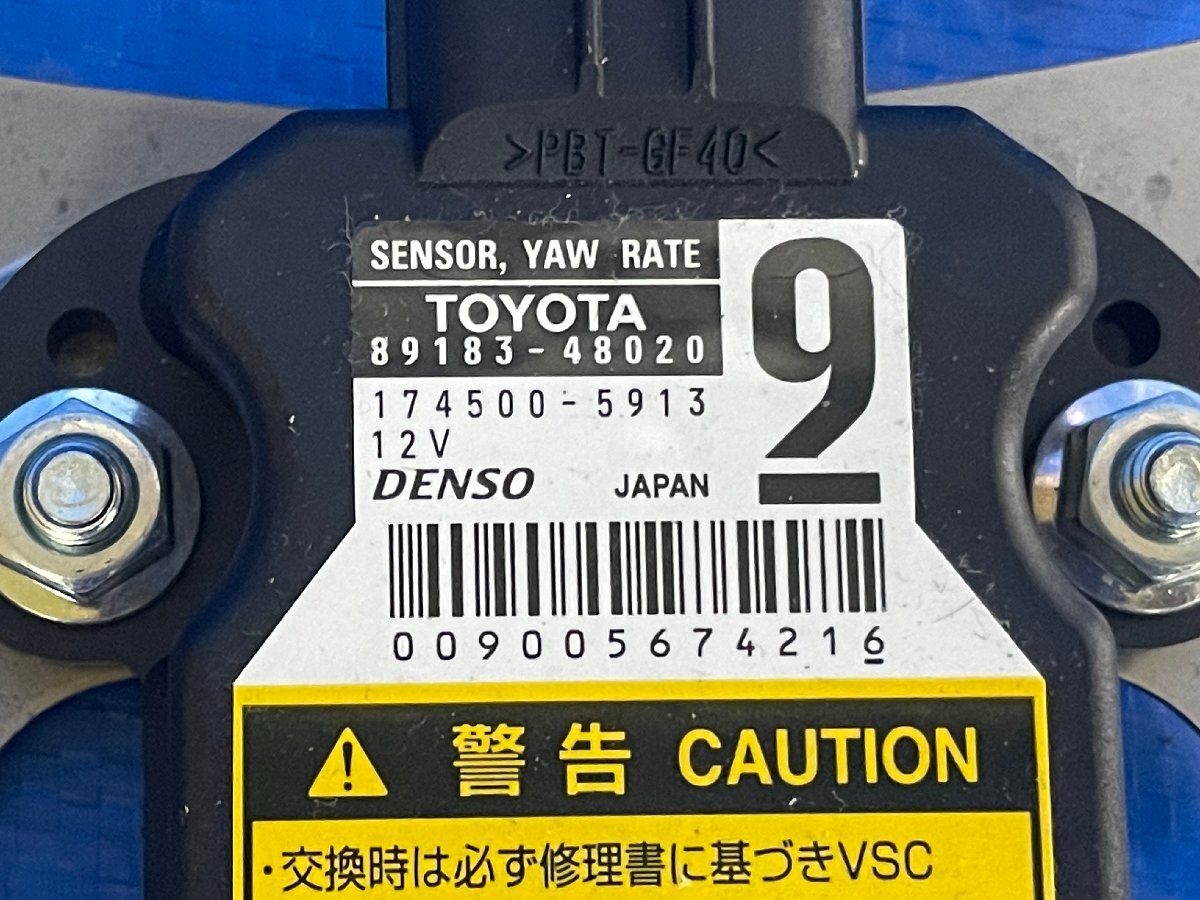 >PBT-GF40<
SENSOR, YAW RATE
TOYOTA
89183-48020
9
174500-5913
12V
DENSO JAPAN
009005674216
警告 CAUTION
・交換時は必ず修理書に基づきVSC